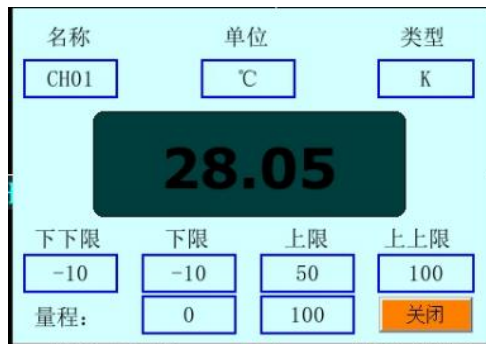 名称 单位 类型
CH01 ℃ K
28.05
下下限 下限 上限 上上限
-10 -10 50 100
量程: 0 100 关闭